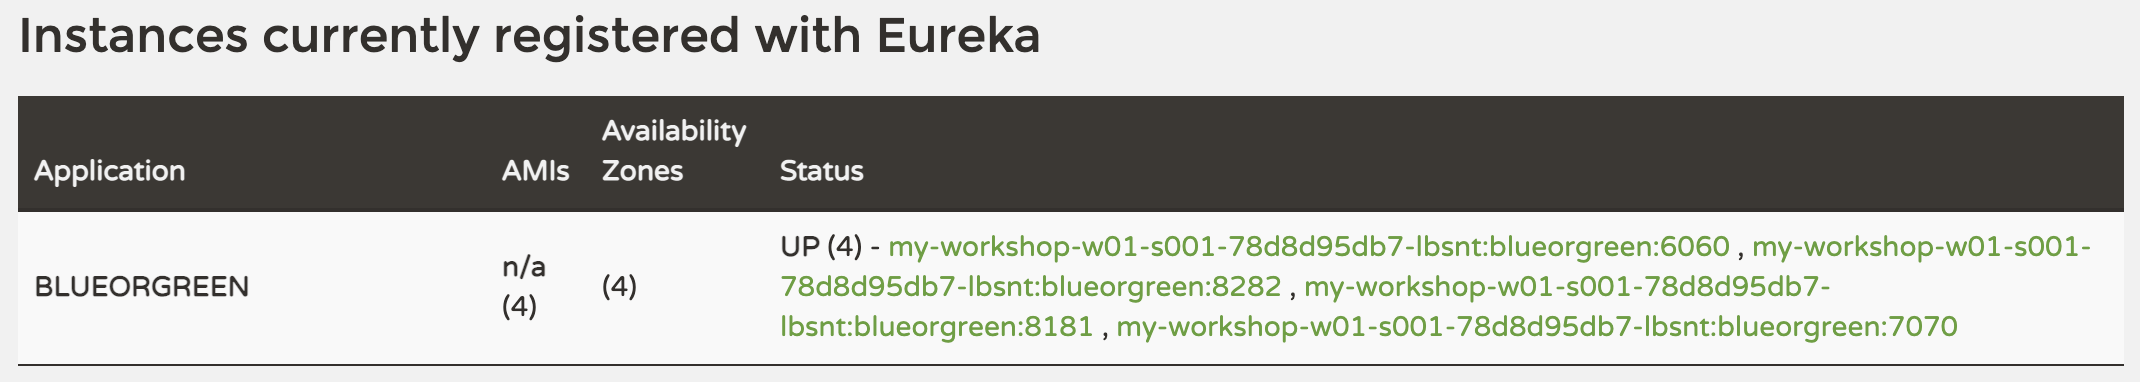 Instances currently registered with Eureka
Application AMIs Availability Zones Status
BLUEORGREEN n/a (4) (4) UP (4) - my-workshop-w01-s001-78d8d95db7-lbsnt:blueorgreen:6060 , my-workshop-w01-s001-
78d8d95db7-lbsnt:blueorgreen:8282 , my-workshop-w01-s001-78d8d95db7-
lbsnt:blueorgreen:8181 , my-workshop-w01-s001-78d8d95db7-lbsnt:blueorgreen:7070